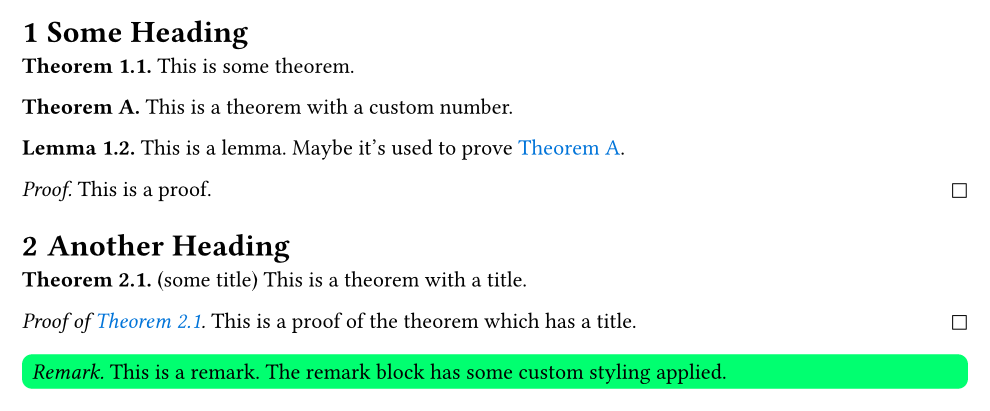 1 Some Heading
Theorem 1.1. This is some theorem.
Theorem A. This is a theorem with a custom number.
Lemma 1.2. This is a lemma. Maybe it’s used to prove Theorem A.
Proof. This is a proof. □
2 Another Heading
Theorem 2.1. (some title) This is a theorem with a title.
Proof of Theorem 2.1. This is a proof of the theorem which has a title. □
Remark. This is a remark. The remark block has some custom styling applied.